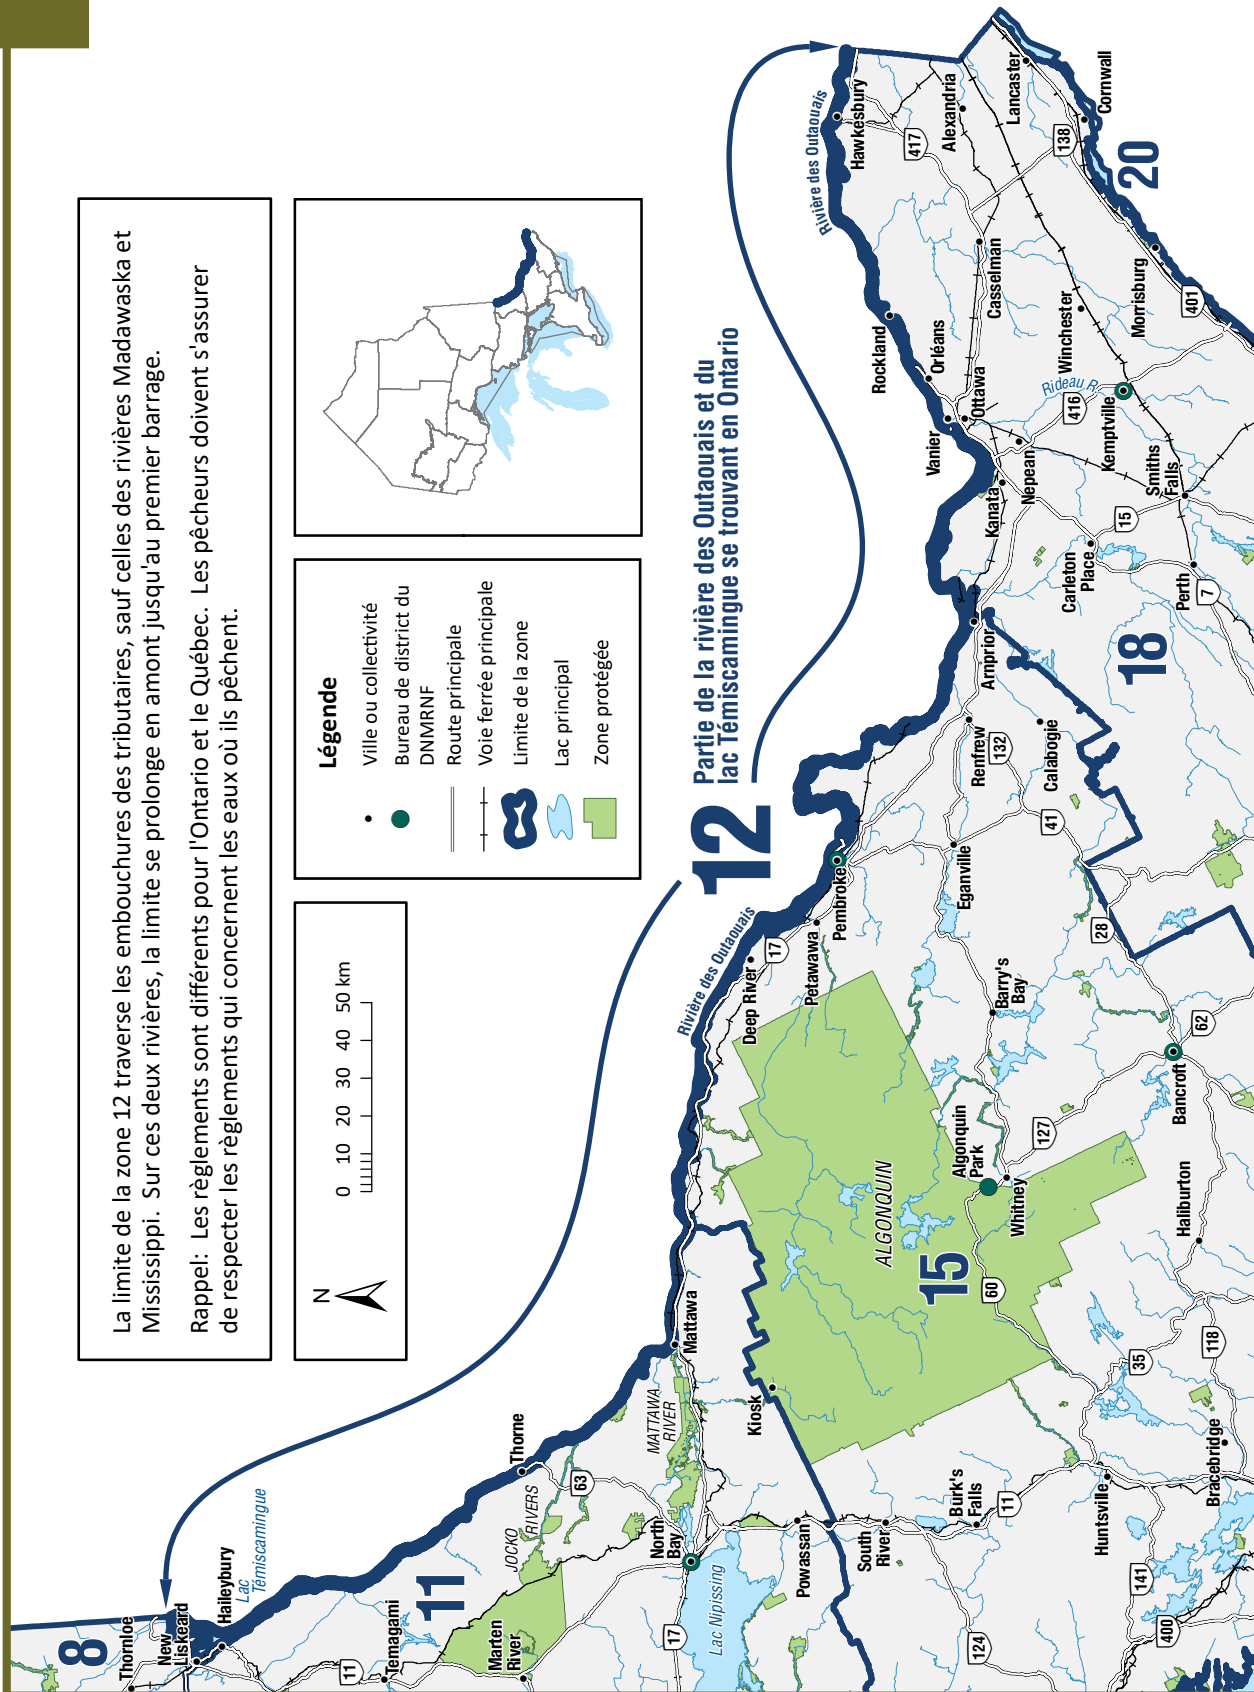 La limite de la zone 12 traverse les embouchures des tributaires, sauf celles des rivières Madawaska et
Mississippi. Sur ces deux rivières, la limite se prolonge en amont jusqu'au premier barrage.
Rappel: Les règlements sont différents pour l'Ontario et le Québec. Les pêcheurs doivent s'assurer
de respecter les règlements qui concernent les eaux où ils pêchent.
N
0 10 20 30 40 50 km
Légende
Ville ou collectivité
Bureau de district du
DNMRNF
Route principale
Voie ferrée principale
Limite de la zone
Lac principal
Zone protégée
12
Partie de la rivière des Outaouais et du
lac Témiscamingue se trouvant en Ontario
8
Thornloe
New
Liskeard
Haileybury
Lac
Témiscamingue
11
Temagami
11
Marten
River
JOCKO
RIVERS
Thorne
63
MATTAWA
RIVER
Mattawa
North
Bay
17
Lac Nipissing
Kiosk
Powassan
South
River
Burk's
Falls
11
124
Huntsville
141
400
Bracebridge
118
35
Haliburton
60
15
ALGONQUIN
Algonquin
Park
Whitney
127
Bancroft
62
28
Barry's
Bay
Rivière des Outaouais
Deep River
17
Petawawa
Pembroke
Eganville
41
Renfrew
132
Calabogie
Arnprior
18
Carleton
Place
15
Perth
7
Smiths
Falls
Kanata
Nepean
Vanier
Ottawa
Orléans
Rockland
Rideau R.
416
Kemptville
Winchester
Casselman
Morrisburg
401
20
138
Cornwall
Lancaster
Alexandria
417
Hawkesbury
Rivière des Outaouais